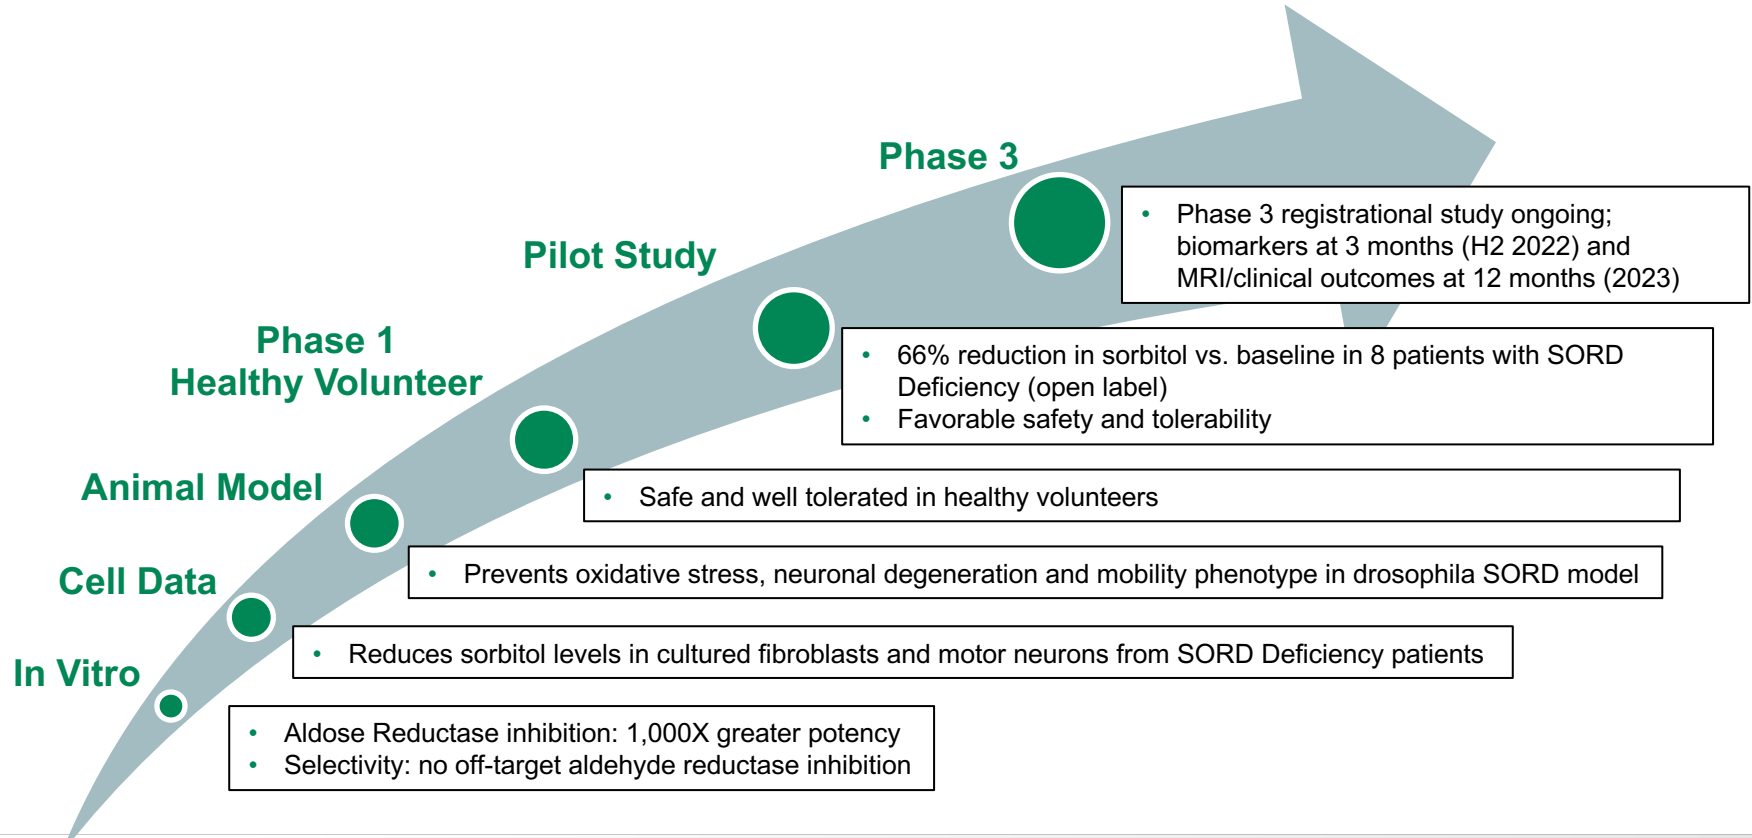 Phase 3
• Phase 3 registrational study ongoing;
biomarkers at 3 months (H2 2022) and
MRI/clinical outcomes at 12 months (2023)
Pilot Study
• 66% reduction in sorbitol vs. baseline in 8 patients with SORD
Deficiency (open label)
• Favorable safety and tolerability
Phase 1
Healthy Volunteer
• Safe and well tolerated in healthy volunteers
Animal Model
• Prevents oxidative stress, neuronal degeneration and mobility phenotype in drosophila SORD model
Cell Data
• Reduces sorbitol levels in cultured fibroblasts and motor neurons from SORD Deficiency patients
In Vitro
• Aldose Reductase inhibition: 1,000X greater potency
• Selectivity: no off-target aldehyde reductase inhibition